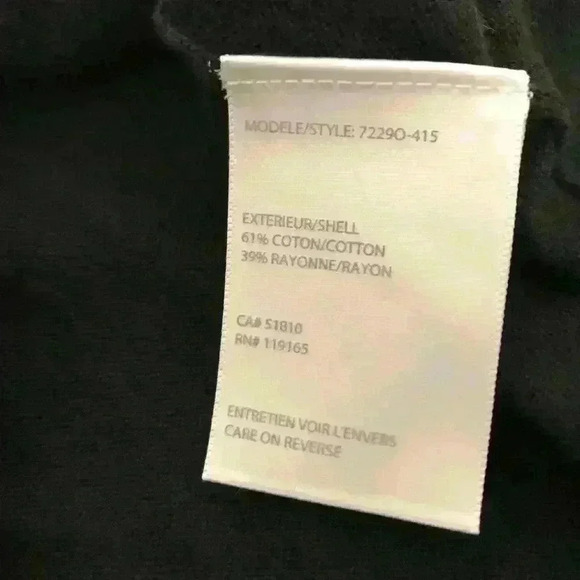 MODELE/STYLE: 7229O-415
EXTERIEUR/SHELL
61% COTON/COTTON
39% RAYONNE/RAYON
CA# 51810
RN# 119165
ENTRETIEN VOIR L'ENVERS
CARE ON REVERSE